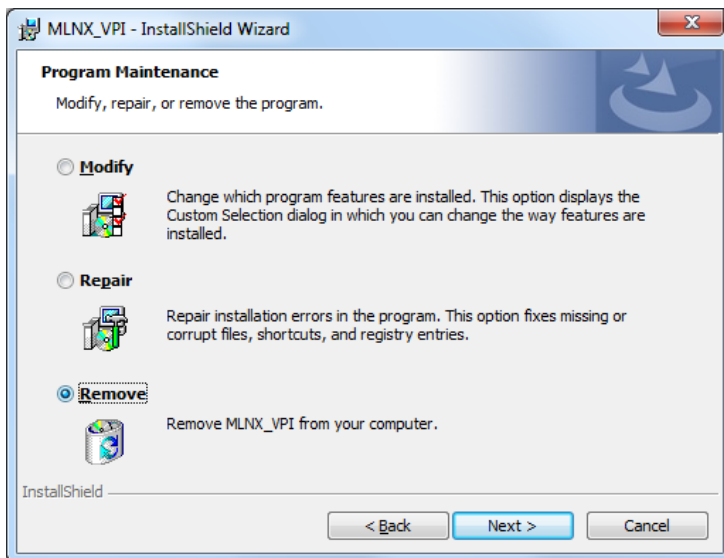 MLNX_VPI - InstallShield Wizard
Program Maintenance
Modify, repair, or remove the program.
Modify
Change which program features are installed. This option displays the
Custom Selection dialog in which you can change the way features are
installed.
Repair
Repair installation errors in the program. This option fixes missing or
corrupt files, shortcuts, and registry entries.
Remove
Remove MLNX_VPI from your computer.
InstallShield
< Back
Next >
Cancel